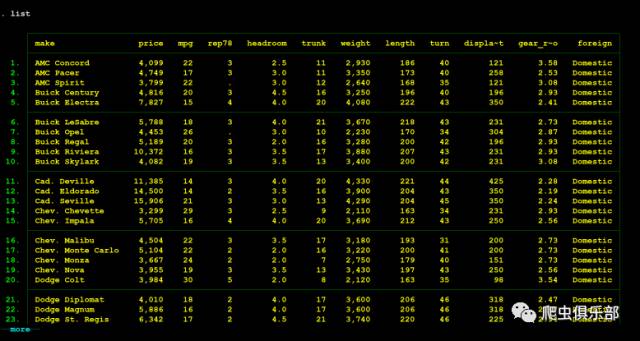 . list
make price mpg rep78 headroom trunk weight length turn displa~t gear_r~o foreign
1. AMC Concord 4,099 22 3 2.5 11 2,930 186 40 121 3.58 Domestic
2. AMC Pacer 4,749 17 3 3.0 11 3,350 173 40 258 2.53 Domestic
3. AMC Spirit 3,799 22 . 3.0 12 2,640 168 35 121 3.08 Domestic
4. Buick Century 4,816 20 3 4.5 16 3,250 196 40 196 2.93 Domestic
5. Buick Electra 7,827 15 4 4.0 20 4,080 222 43 350 2.41 Domestic
6. Buick LeSabre 5,788 18 3 4.0 21 3,670 218 43 231 2.73 Domestic
7. Buick Opel 4,453 26 . 3.0 10 2,230 170 34 304 2.87 Domestic
8. Buick Regal 5,189 20 3 2.0 16 3,280 200 42 196 2.93 Domestic
9. Buick Riviera 10,372 16 3 3.5 17 3,880 207 43 231 2.93 Domestic
10. Buick Skylark 4,082 19 3 3.5 13 3,400 200 42 231 3.08 Domestic
11. Cad. Deville 11,385 14 3 4.0 20 4,330 221 44 425 2.28 Domestic
12. Cad. Eldorado 14,500 14 2 3.5 16 3,900 204 43 350 2.19 Domestic
13. Cad. Seville 15,906 21 3 3.0 13 4,290 204 45 350 2.24 Domestic
14. Chev. Chevette 3,299 29 3 2.5 9 2,110 163 34 231 2.93 Domestic
15. Chev. Impala 5,705 16 4 4.0 20 3,690 212 43 250 2.56 Domestic
16. Chev. Malibu 4,504 22 3 3.5 17 3,180 193 31 200 2.73 Domestic
17. Chev. Monte Carlo 5,104 22 2 2.0 16 3,220 200 41 200 2.73 Domestic
18. Chev. Monza 3,667 24 2 2.0 7 2,750 179 40 151 2.73 Domestic
19. Chev. Nova 3,955 19 3 3.5 13 3,430 197 43 250 2.56 Domestic
20. Dodge Colt 3,984 30 5 2.0 8 2,120 163 35 98 3.54 Domestic
21. Dodge Diplomat 4,010 18 2 4.0 17 3,600 206 46 318 2.47 Domestic
22. Dodge Magnum 5,886 16 2 4.0 17 3,600 206 46 318
23. Dodge St. Regis 6,342 17 2 4.5 21 3,740 220 46 225
more
爬虫俱乐部